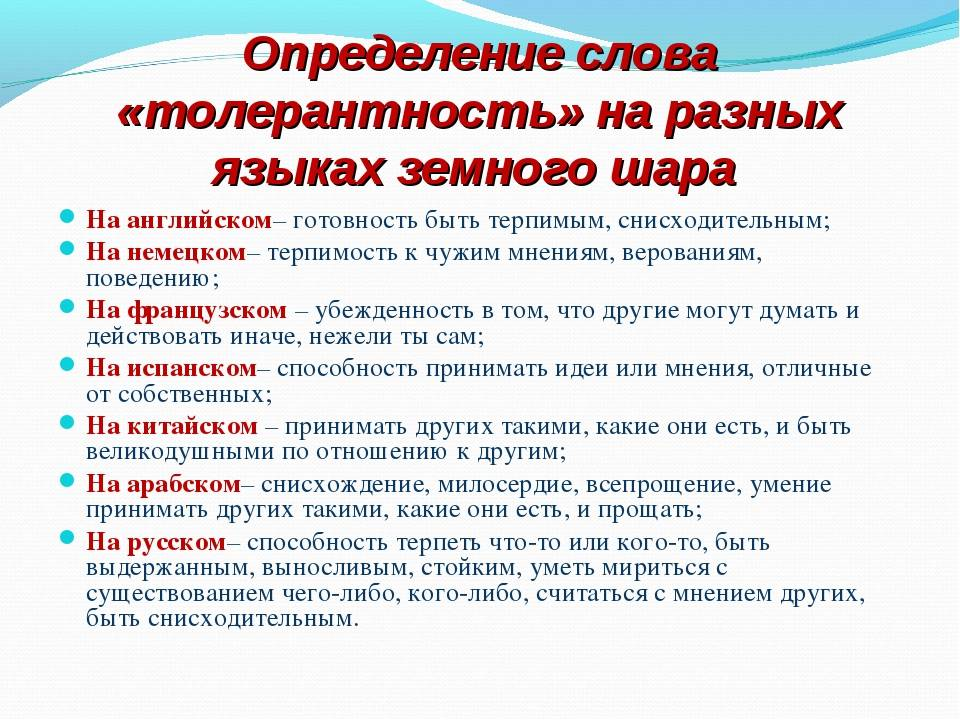 Определение слова
«толерантность» на разных
языках земного шара
На английском– готовность быть терпимым, снисходительным;
На немецком– терпимость к чужим мнениям, верованиям,
поведению;
На французском – убежденность в том, что другие могут думать и
действовать иначе, нежели ты сам;
На испанском– способность принимать идеи или мнения, отличные
от собственных;
На китайском – принимать других такими, какие они есть, и быть
великодушными по отношению к другим;
На арабском– снисхождение, милосердие, всепрощение, умение
принимать других такими, какие они есть, и прощать;
На русском– способность терпеть что-то или кого-то, быть
выдержанным, выносливым, стойким, уметь мириться с
существованием чего-либо, кого-либо, считаться с мнением других,
быть снисходительным.